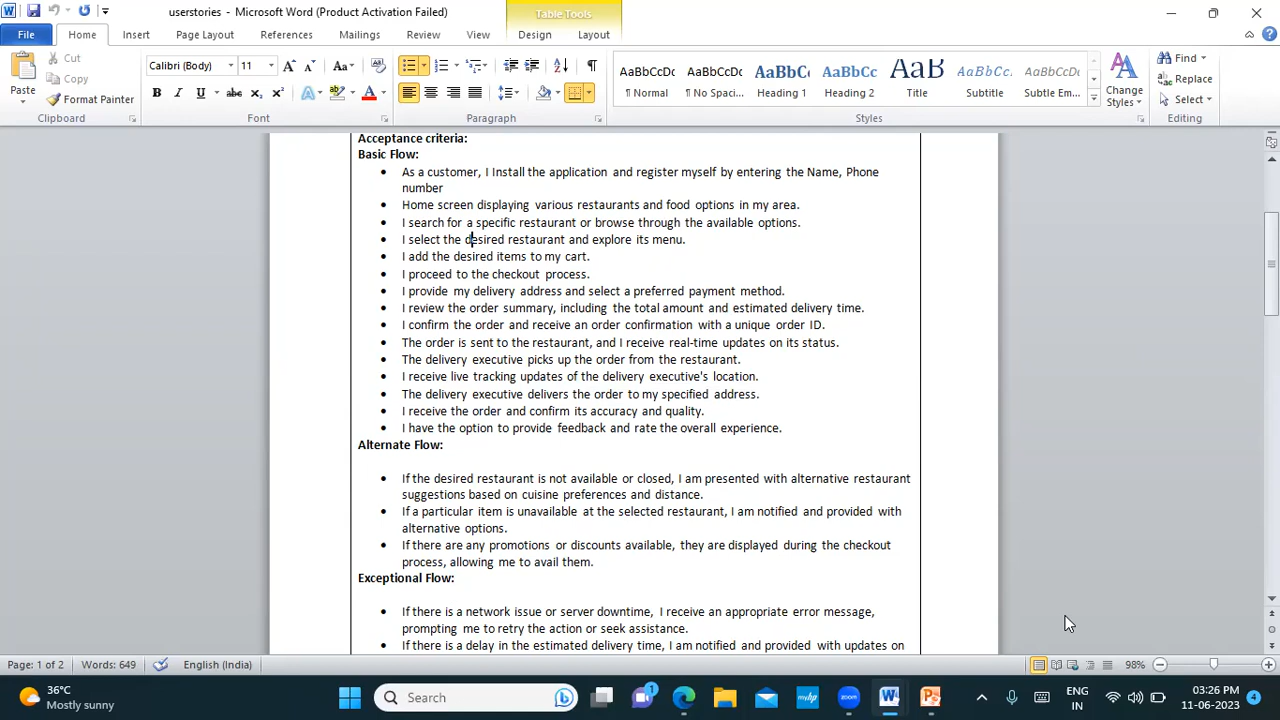 userstories - Microsoft Word (Product Activation Failed)
Table Tools
File Home Insert Page Layout References Mailings Review View Design Layout
Paste
Cut
Copy
Format Painter
Calibri (Body) 11
AaBbCcDc AaBbCcDc AaBbCc AaBbCc AaB AaBbCcDc AaBbCcDc
¶ Normal ¶ No Spaci... Heading 1 Heading 2 Title Subtitle Subtle Em...
Change
Styles
Find
Replace
Select
Clipboard Font Paragraph Styles Editing
Acceptance criteria:
Basic Flow:
• As a customer, I Install the application and register myself by entering the Name, Phone
number
• Home screen displaying various restaurants and food options in my area.
• I search for a specific restaurant or browse through the available options.
• I select the desired restaurant and explore its menu.
• I add the desired items to my cart.
• I proceed to the checkout process.
• I provide my delivery address and select a preferred payment method.
• I review the order summary, including the total amount and estimated delivery time.
• I confirm the order and receive an order confirmation with a unique order ID.
• The order is sent to the restaurant, and I receive real-time updates on its status.
• The delivery executive picks up the order from the restaurant.
• I receive live tracking updates of the delivery executive's location.
• The delivery executive delivers the order to my specified address.
• I receive the order and confirm its accuracy and quality.
• I have the option to provide feedback and rate the overall experience.
Alternate Flow:
• If the desired restaurant is not available or closed, I am presented with alternative restaurant
suggestions based on cuisine preferences and distance.
• If a particular item is unavailable at the selected restaurant, I am notified and provided with
alternative options.
• If there are any promotions or discounts available, they are displayed during the checkout
process, allowing me to avail them.
Exceptional Flow:
• If there is a network issue or server downtime, I receive an appropriate error message,
prompting me to retry the action or seek assistance.
• If there is a delay in the estimated delivery time, I am notified and provided with updates on
Page: 1 of 2 Words: 649 English (India) 98%
36°C
Mostly sunny
Search
ENG
IN
03:26 PM
11-06-2023